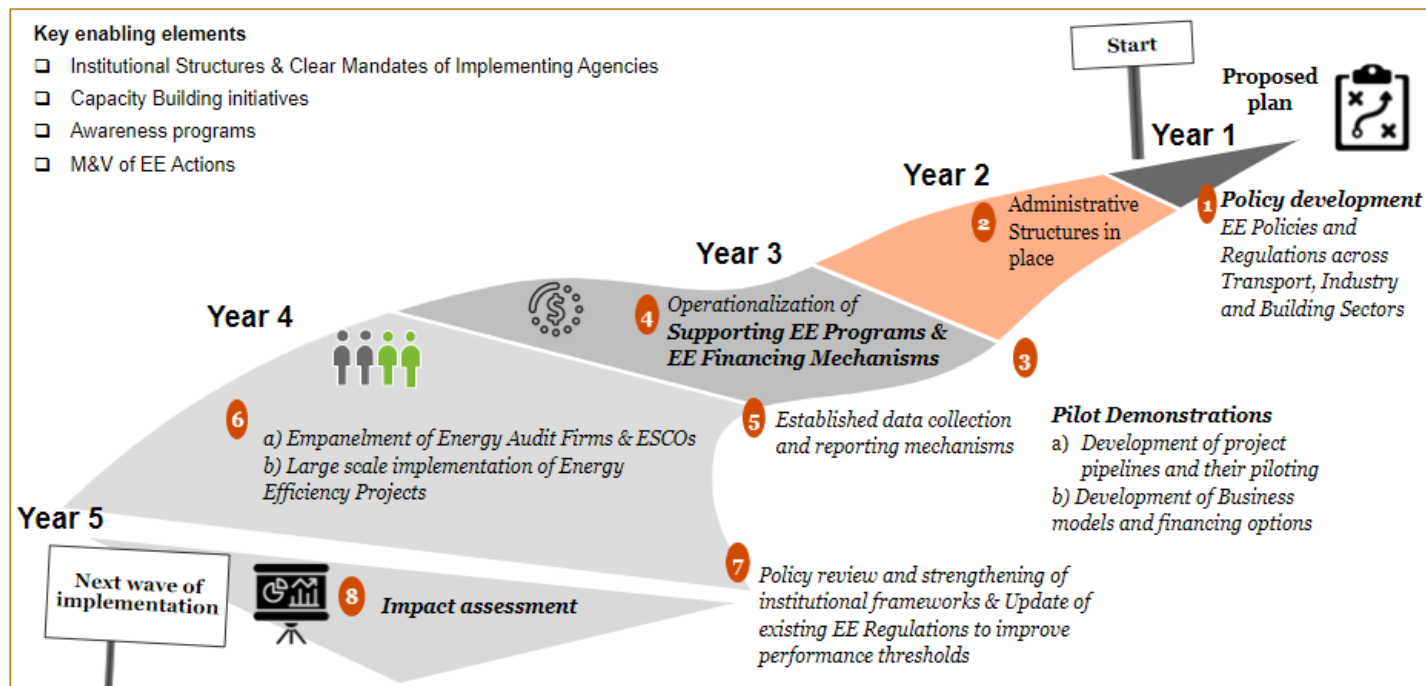 Key enabling elements
Institutional Structures & Clear Mandates of Implementing Agencies
Capacity Building initiatives
Awareness programs
M&V of EE Actions
Start
Proposed
plan
Year 1
1
Policy development
EE Policies and
Regulations across
Transport, Industry
and Building Sectors
Year 2
2
Administrative
Structures in
place
3
Pilot Demonstrations
a) Development of project
pipelines and their piloting
b) Development of Business
models and financing options
Year 3
4
Operationalization of
Supporting EE Programs &
EE Financing Mechanisms
5
Established data collection
and reporting mechanisms
Year 4
6
a) Empanelment of Energy Audit Firms & ESCOs
b) Large scale implementation of Energy
Efficiency Projects
7
Policy review and strengthening of
institutional frameworks & Update of
existing EE Regulations to improve
performance thresholds
Year 5
8
Impact assessment
Next wave of
implementation